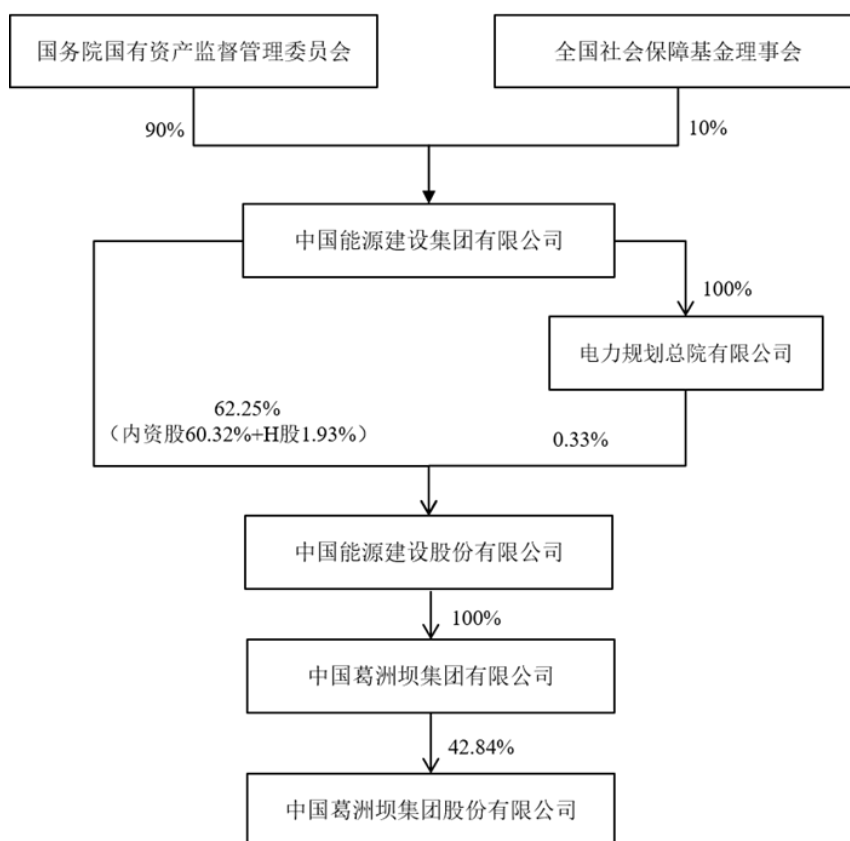 国务院国有资产监督管理委员会
全国社会保障基金理事会
90%
10%
中国能源建设集团有限公司
100%
电力规划总院有限公司
62.25%
（内资股60.32%+H股1.93%）
0.33%
中国能源建设股份有限公司
100%
中国葛洲坝集团有限公司
42.84%
中国葛洲坝集团股份有限公司